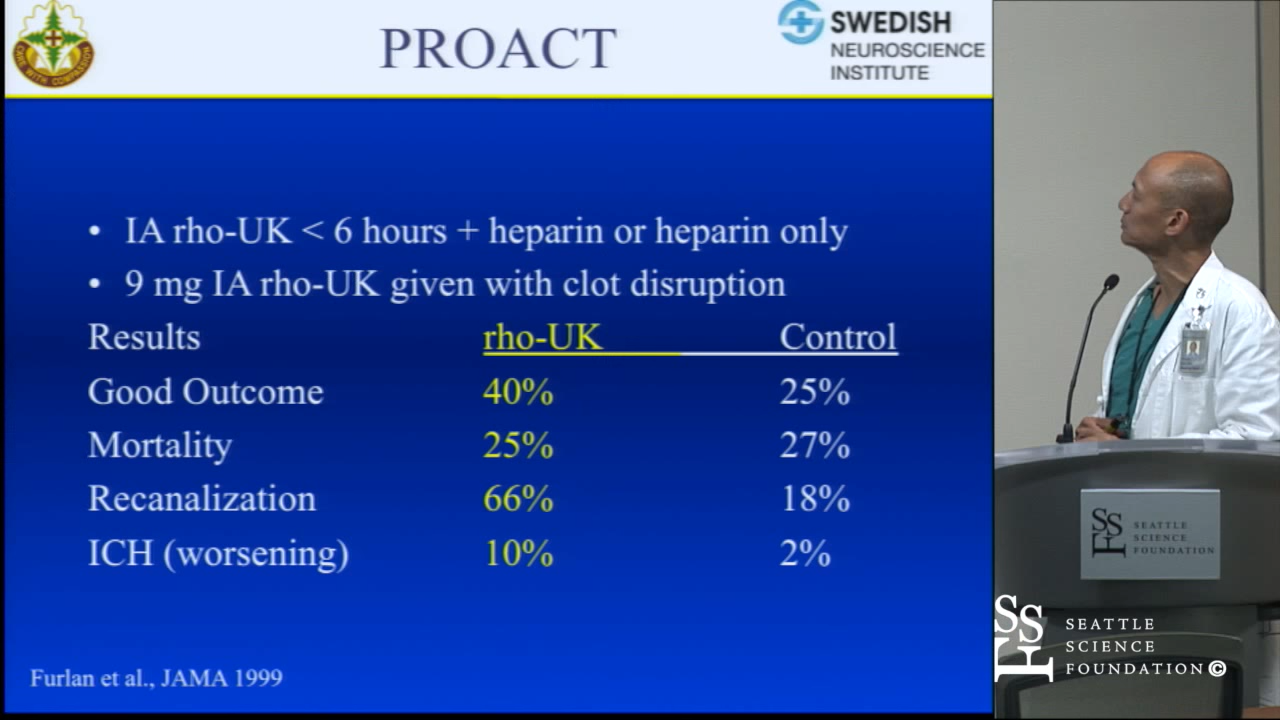 PROACT
SWEDISH
NEUROSCIENCE
INSTITUTE
• IA rho-UK < 6 hours + heparin or heparin only
• 9 mg IA rho-UK given with clot disruption
Results rho-UK Control
Good Outcome 40% 25%
Mortality 25% 27%
Recanalization 66% 18%
ICH (worsening) 10% 2%
Furlan et al., JAMA 1999
SSF
SEATTLE
SCIENCE
FOUNDATION
SSF
SEATTLE
SCIENCE
FOUNDATION©